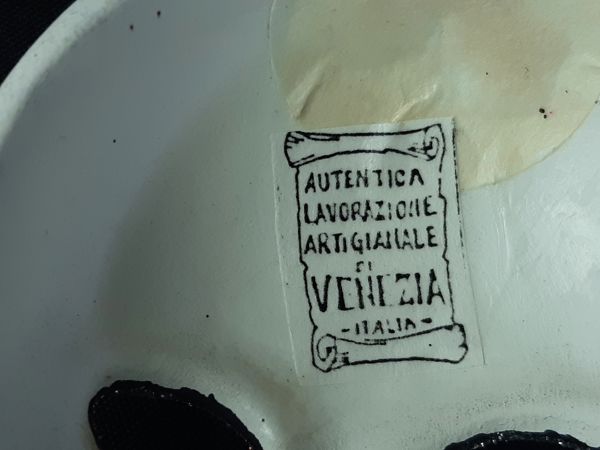 AUTENTICA
LAVORAZIONE
ARTIGIANALE
DI
VENEZIA
- ITALIA -